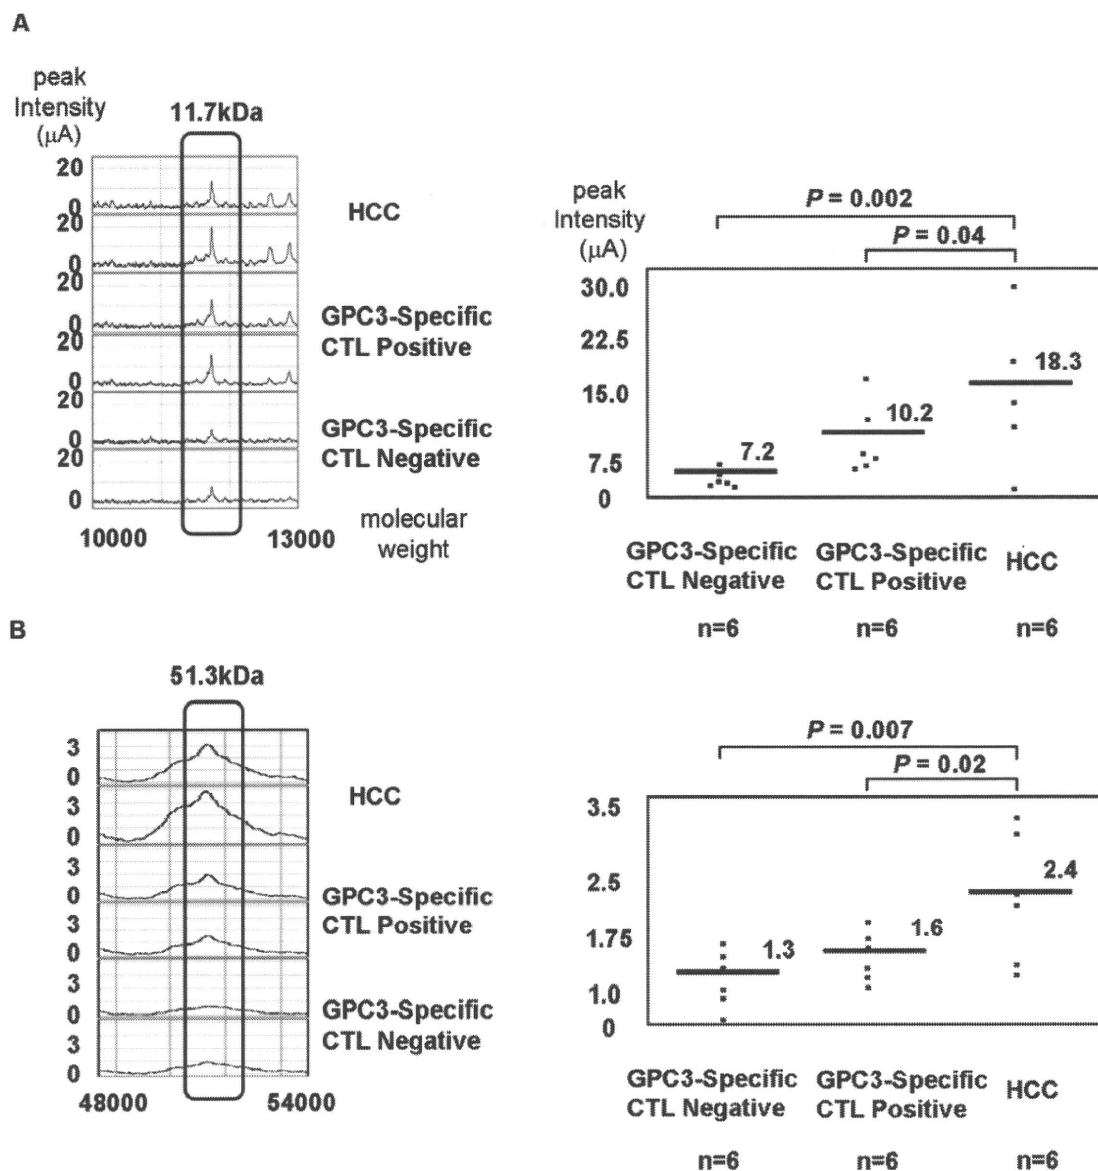 A
peak
Intensity
(μA)
11.7kDa
20
0
20
0
20
0
20
0
20
0
20
0
HCC
GPC3-Specific
CTL Positive
GPC3-Specific
CTL Negative
10000
13000
molecular
weight
peak
Intensity
(μA)
P = 0.002
P = 0.04
30.0
22.5
15.0
7.5
0
7.2
10.2
18.3
GPC3-Specific
CTL Negative
GPC3-Specific
CTL Positive
HCC
n=6
n=6
n=6
B
51.3kDa
3
0
3
0
3
0
3
0
3
0
3
0
HCC
GPC3-Specific
CTL Positive
GPC3-Specific
CTL Negative
48000
54000
P = 0.007
P = 0.02
3.5
2.5
1.75
1.0
0
1.3
1.6
2.4
GPC3-Specific
CTL Negative
GPC3-Specific
CTL Positive
HCC
n=6
n=6
n=6